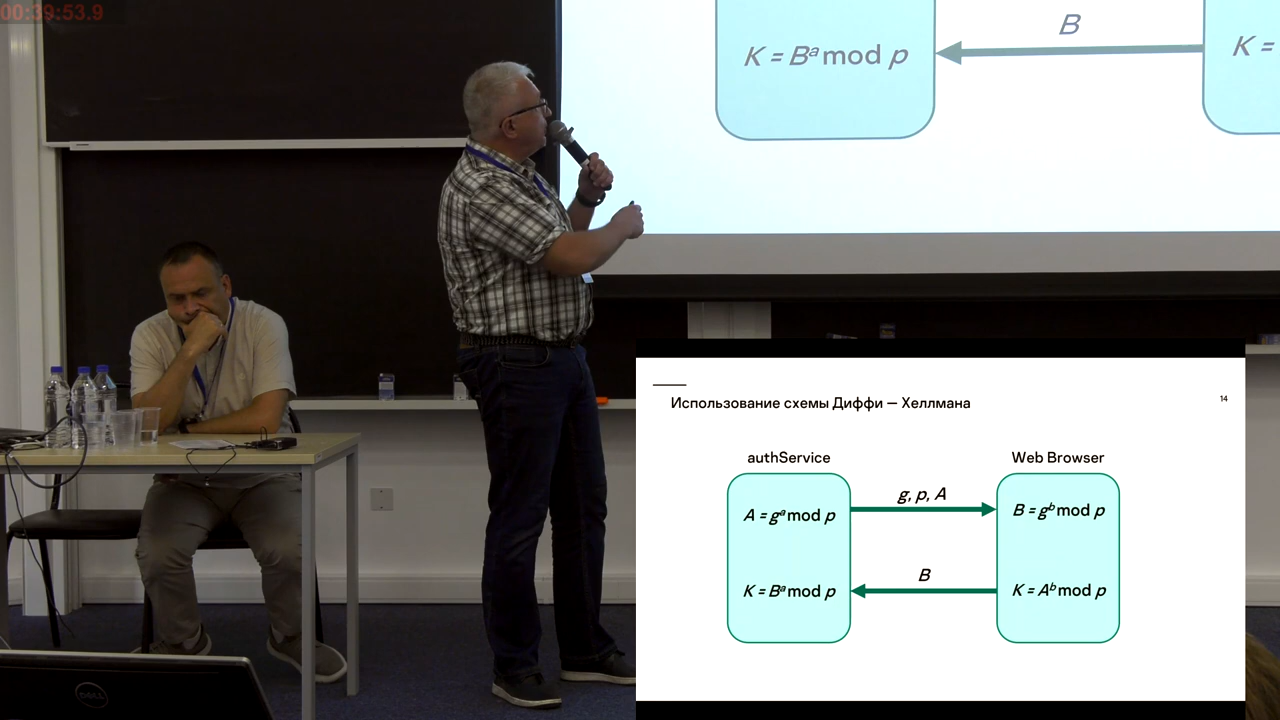 00:39:53.9
B
K = Bᵃ mod p
K =
Использование схемы Диффи — Хеллмана
14
authService
Web Browser
A = gᵃ mod p
g, p, A
B = gᵇ mod p
K = Bᵃ mod p
B
K = Aᵇ mod p
DELL